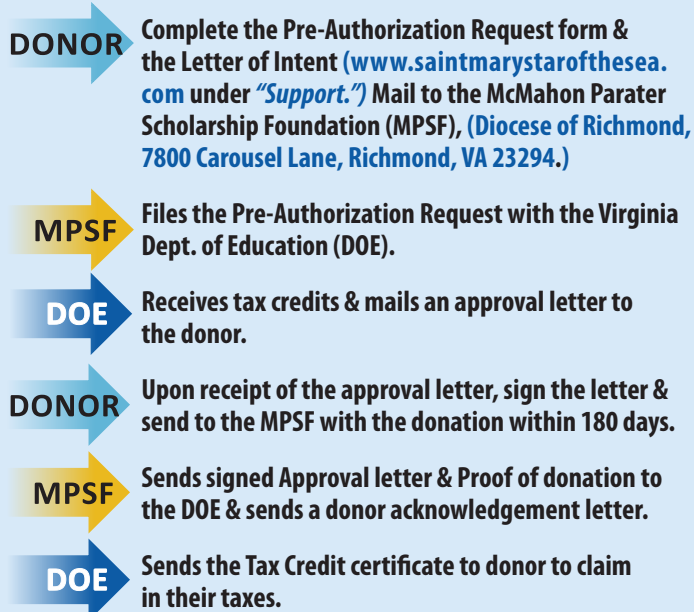 DONOR
Complete the Pre-Authorization Request form &
the Letter of Intent (www.saintmarystarofthesea.
com under “Support.”) Mail to the McMahon Parater
Scholarship Foundation (MPSF), (Diocese of Richmond,
7800 Carousel Lane, Richmond, VA 23294.)
MPSF
Files the Pre-Authorization Request with the Virginia
Dept. of Education (DOE).
DOE
Receives tax credits & mails an approval letter to
the donor.
DONOR
Upon receipt of the approval letter, sign the letter &
send to the MPSF with the donation within 180 days.
MPSF
Sends signed Approval letter & Proof of donation to
the DOE & sends a donor acknowledgement letter.
DOE
Sends the Tax Credit certificate to donor to claim
in their taxes.